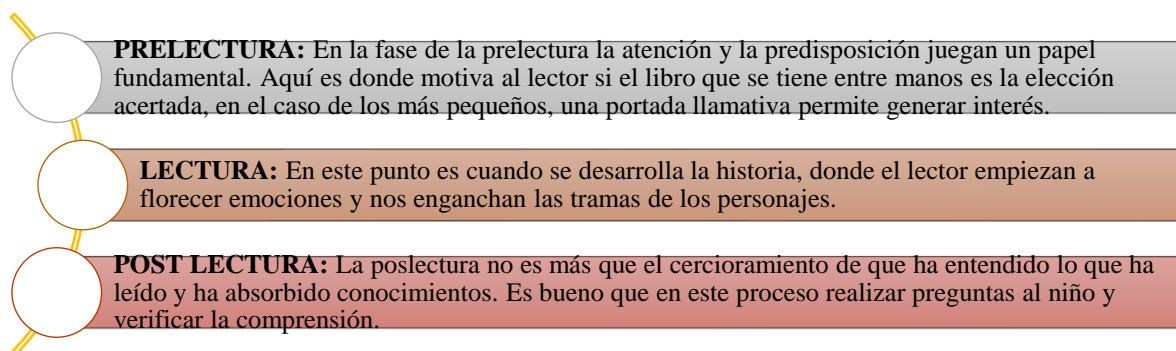 PRELECTURA: En la fase de la prelectura la atención y la predisposición juegan un papel
fundamental. Aquí es donde motiva al lector si el libro que se tiene entre manos es la elección
acertada, en el caso de los más pequeños, una portada llamativa permite generar interés.
LECTURA: En este punto es cuando se desarrolla la historia, donde el lector empiezan a
florecer emociones y nos enganchan las tramas de los personajes.
POST LECTURA: La poslectura no es más que el cercioramiento de que ha entendido lo que ha
leído y ha absorbido conocimientos. Es bueno que en este proceso realizar preguntas al niño y
verificar la comprensión.